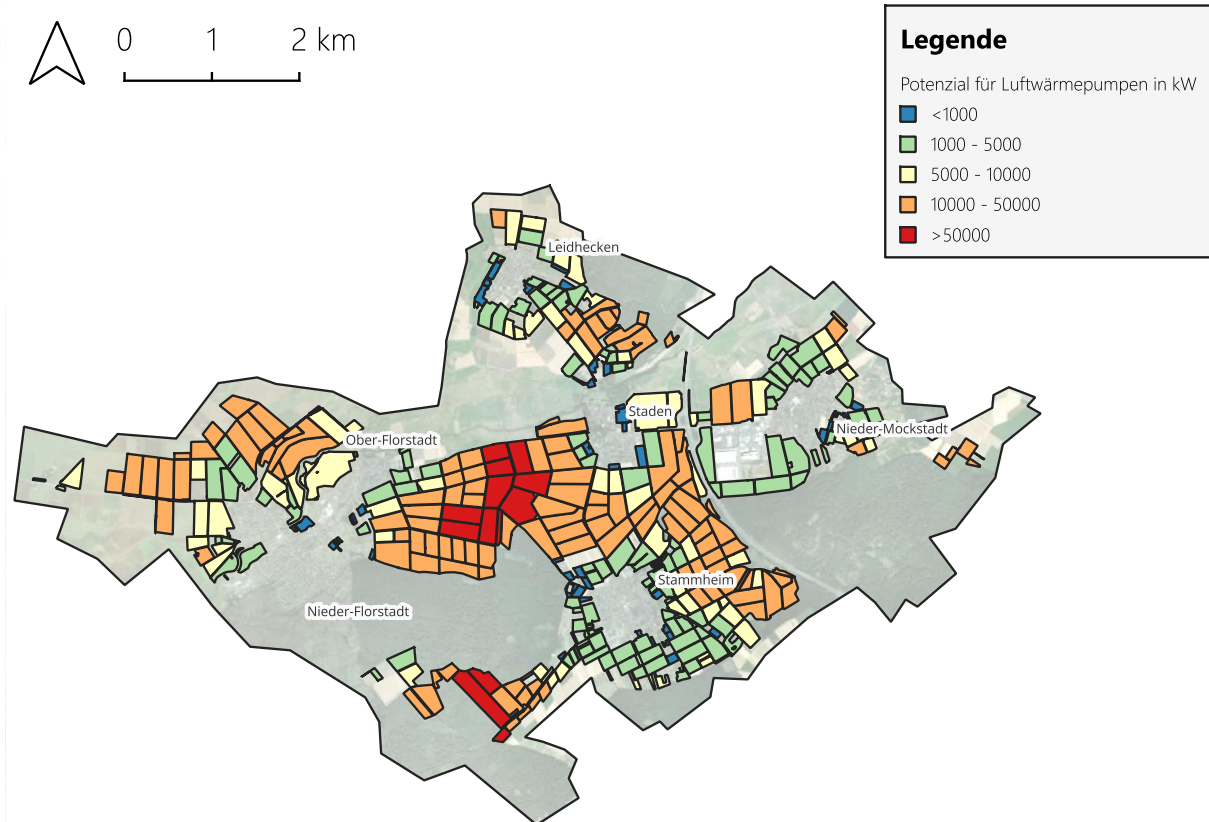 0 1 2 km
Legende
Potenzial für Luftwärmepumpen in kW
<1000
1000 - 5000
5000 - 10000
10000 - 50000
>50000
Leidhecken
Staden
Nieder-Mockstadt
Ober-Florstadt
Stammheim
Nieder-Florstadt